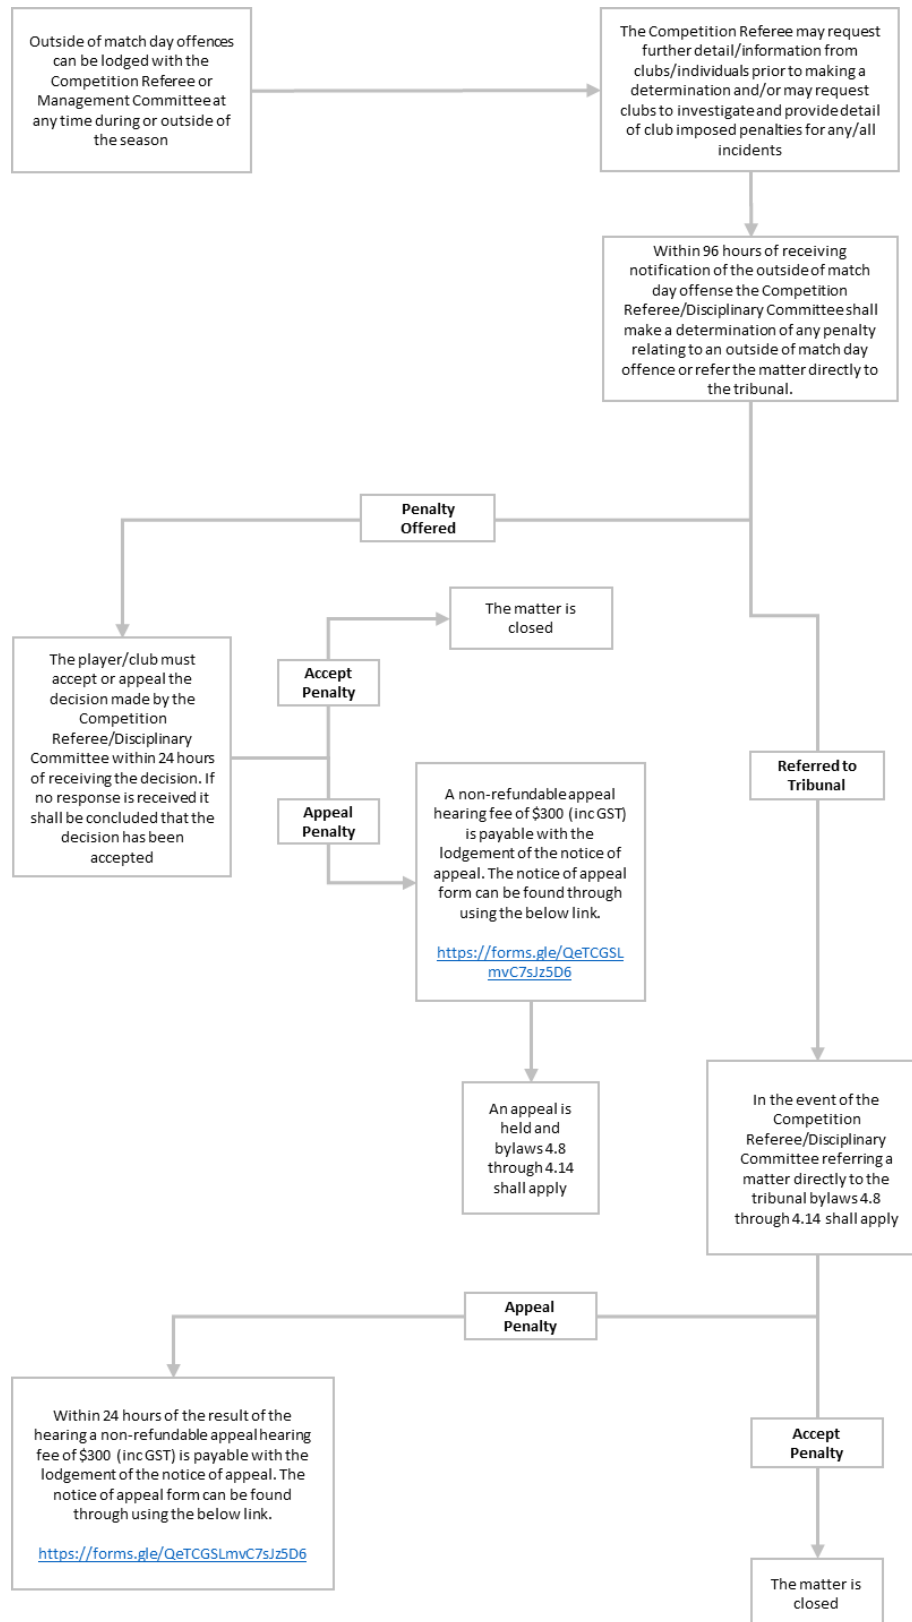 Outside of match day offences
can be lodged with the
Competition Referee or
Management Committee at
any time during or outside of
the season
The Competition Referee may request
further detail/information from
clubs/individuals prior to making a
determination and/or may request
clubs to investigate and provide detail
of club imposed penalties for any/all
incidents
Within 96 hours of receiving
notification of the outside of match
day offense the Competition
Referee/Disciplinary Committee shall
make a determination of any penalty
relating to an outside of match day
offence or refer the matter directly to
the tribunal.
Penalty
Offered
The matter is
closed
The player/club must
accept or appeal the
decision made by the
Competition
Referee/Disciplinary
Committee within 24 hours
of receiving the decision. If
no response is received it
shall be concluded that the
decision has been
accepted
Accept
Penalty
Appeal
Penalty
Referred to
Tribunal
A non-refundable appeal
hearing fee of $300 (inc GST)
is payable with the
lodgement of the notice of
appeal. The notice of appeal
form can be found through
using the below link.
https://forms.gle/QeTCGSL
mvC7sJz5D6
An appeal is
held and
bylaws 4.8
through 4.14
shall apply
In the event of the
Competition
Referee/Disciplinary
Committee referring a
matter directly to the
tribunal bylaws 4.8
through 4.14 shall apply
Appeal
Penalty
Within 24 hours of the result of the
hearing a non-refundable appeal hearing
fee of $300 (inc GST) is payable with the
lodgement of the notice of appeal. The
notice of appeal form can be found
through using the below link.
https://forms.gle/QeTCGSLmvC7sJz5D6
Accept
Penalty
The matter is
closed